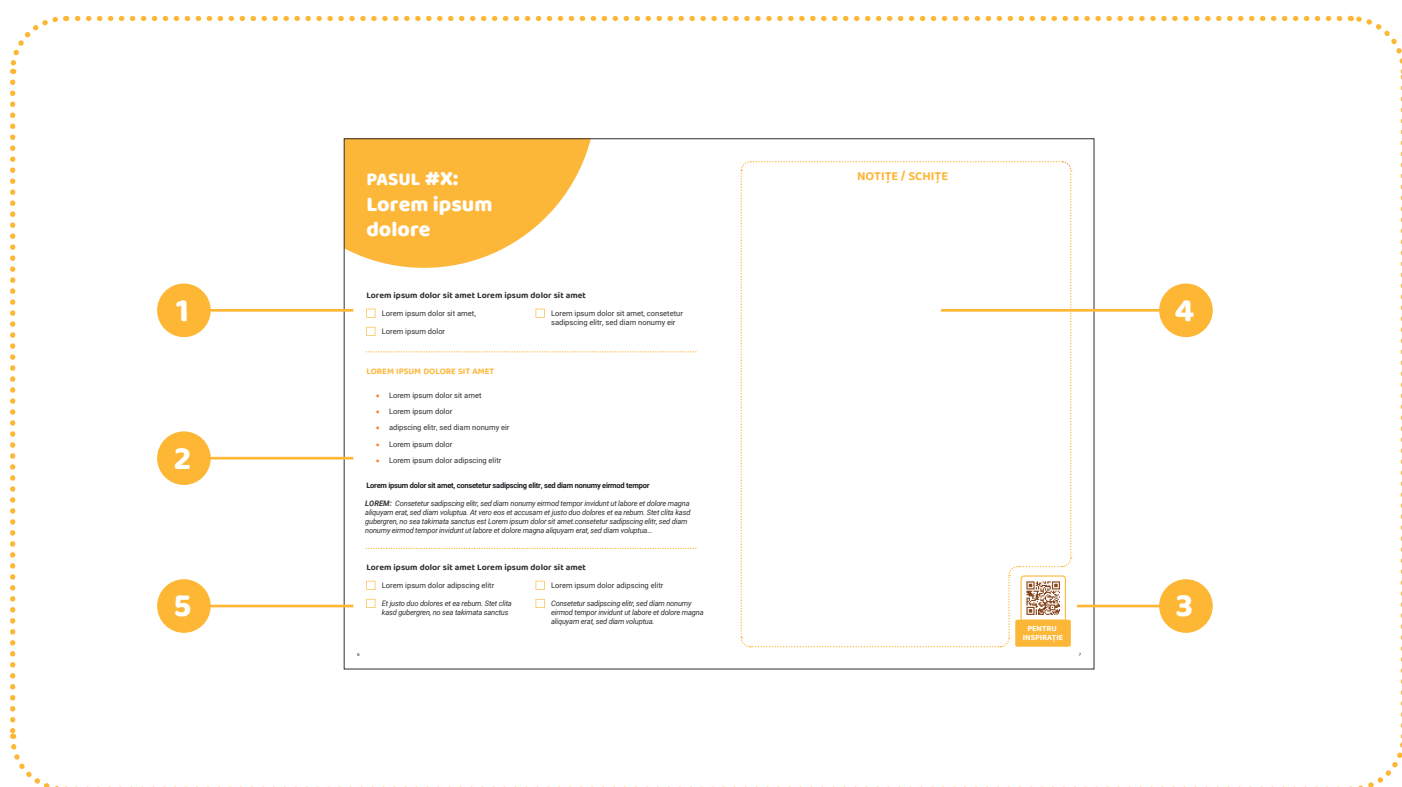 PASUL #X:
Lorem ipsum
dolore
NOTIȚE / SCHIȚE
1
Lorem ipsum dolor sit amet Lorem ipsum dolor sit amet
Lorem ipsum dolor sit amet,
Lorem ipsum dolor
Lorem ipsum dolor sit amet, consetetur
sadipscing elitr, sed diam nonumy eir
4
LOREM IPSUM DOLORE SIT AMET
Lorem ipsum dolor sit amet
Lorem ipsum dolor
adipscing elitr, sed diam nonumy eir
Lorem ipsum dolor
Lorem ipsum dolor adipscing elitr
2
Lorem ipsum dolor sit amet, consetetur sadipscing elitr, sed diam nonumy eirmod tempor
LOREM: Consetetur sadipscing elitr, sed diam nonumy eirmod tempor invidunt ut labore et dolore magna
aliquyam erat, sed diam voluptua. At vero eos et accusam et justo duo dolores et ea rebum. Stet clita kasd
gubergren, no sea takimata sanctus est Lorem ipsum dolor sit amet.consetetur sadipscing elitr, sed diam
nonumy eirmod tempor invidunt ut labore et dolore magna aliquyam erat, sed diam voluptua...
Lorem ipsum dolor sit amet Lorem ipsum dolor sit amet
Lorem ipsum dolor adipscing elitr
Et justo duo dolores et ea rebum. Stet clita
kasd gubergren, no sea takimata sanctus
Lorem ipsum dolor adipscing elitr
Consetetur sadipscing elitr, sed diam nonumy
eirmod tempor invidunt ut labore et dolore magna
aliquyam erat, sed diam voluptua.
5
3
PENTRU
INSPIRAȚIE
6
7